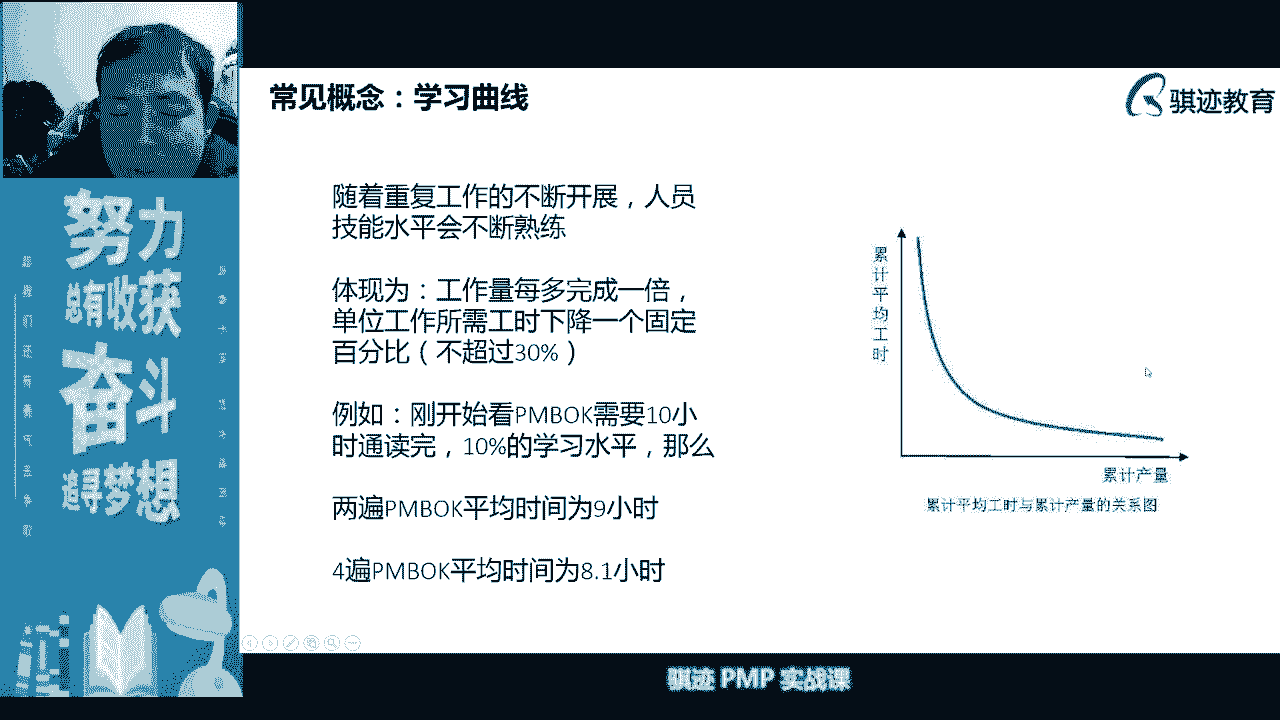 常见概念：学习曲线
骐迹教育
努力
总有收获
奋斗
追寻梦想
随着重复工作的不断开展，人员
技能水平会不断熟练
体现为：工作量每多完成一倍，
单位工作所需工时下降一个固定
百分比（不超过30%）
例如：刚开始看PMBOK需要10小
时通读完，10%的学习水平，那么
两遍PMBOK平均时间为9小时
4遍PMBOK平均时间为8.1小时
累计平均工时
累计产量
累计平均工时与累计产量的关系图
骐迹 PMP 实战课